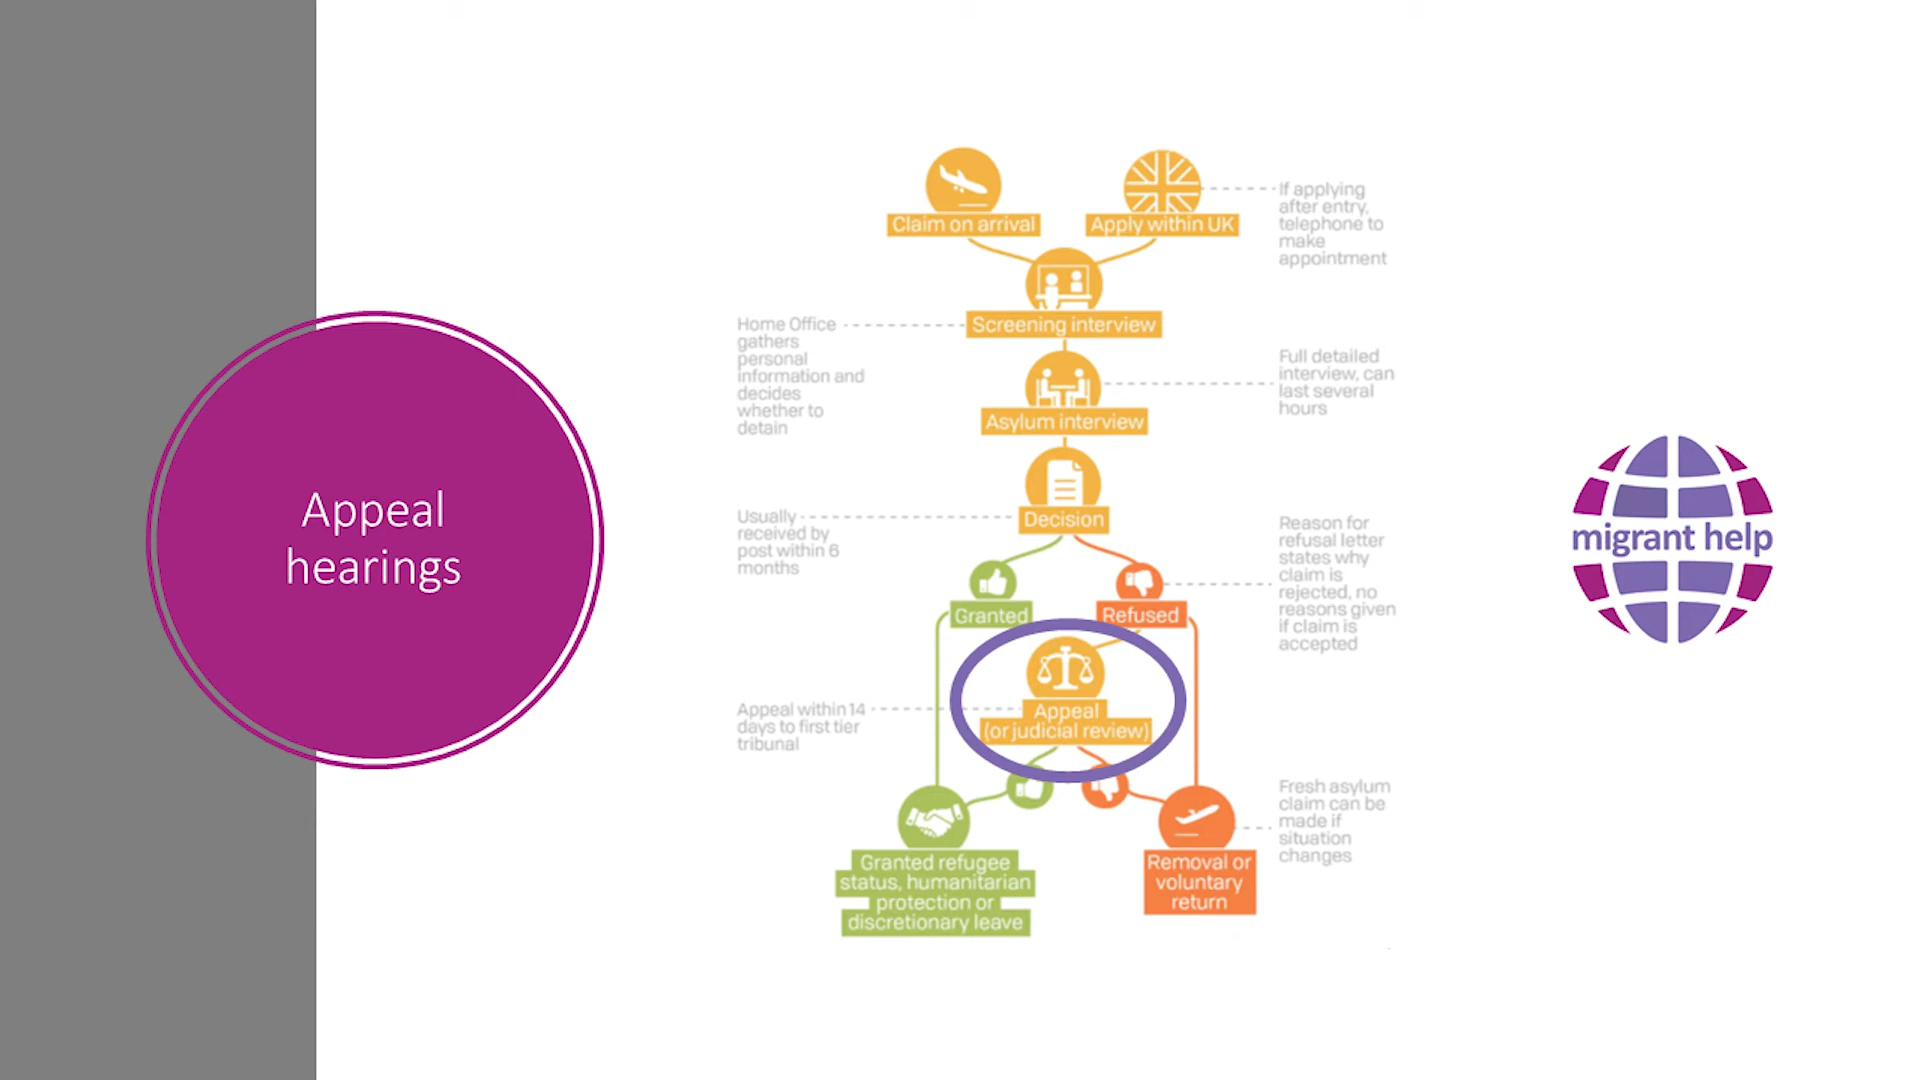 Appeal
hearings
Claim on arrival
Apply within UK
If applying
after entry,
telephone to
make
appointment
Home Office
gathers
personal
information and
decides
whether to
detain
Screening interview
Full detailed
interview, can
last several
hours
Asylum interview
Usually
received by
post within 6
months
Decision
Reason for
refusal letter
states why
claim is
rejected, no
reasons given
if claim is
accepted
Granted
Refused
Appeal within 14
days to first tier
tribunal
Appeal
(or judicial review)
Fresh asylum
claim can be
made if
situation
changes
Granted refugee
status, humanitarian
protection or
discretionary leave
Removal or
voluntary
return
migrant help